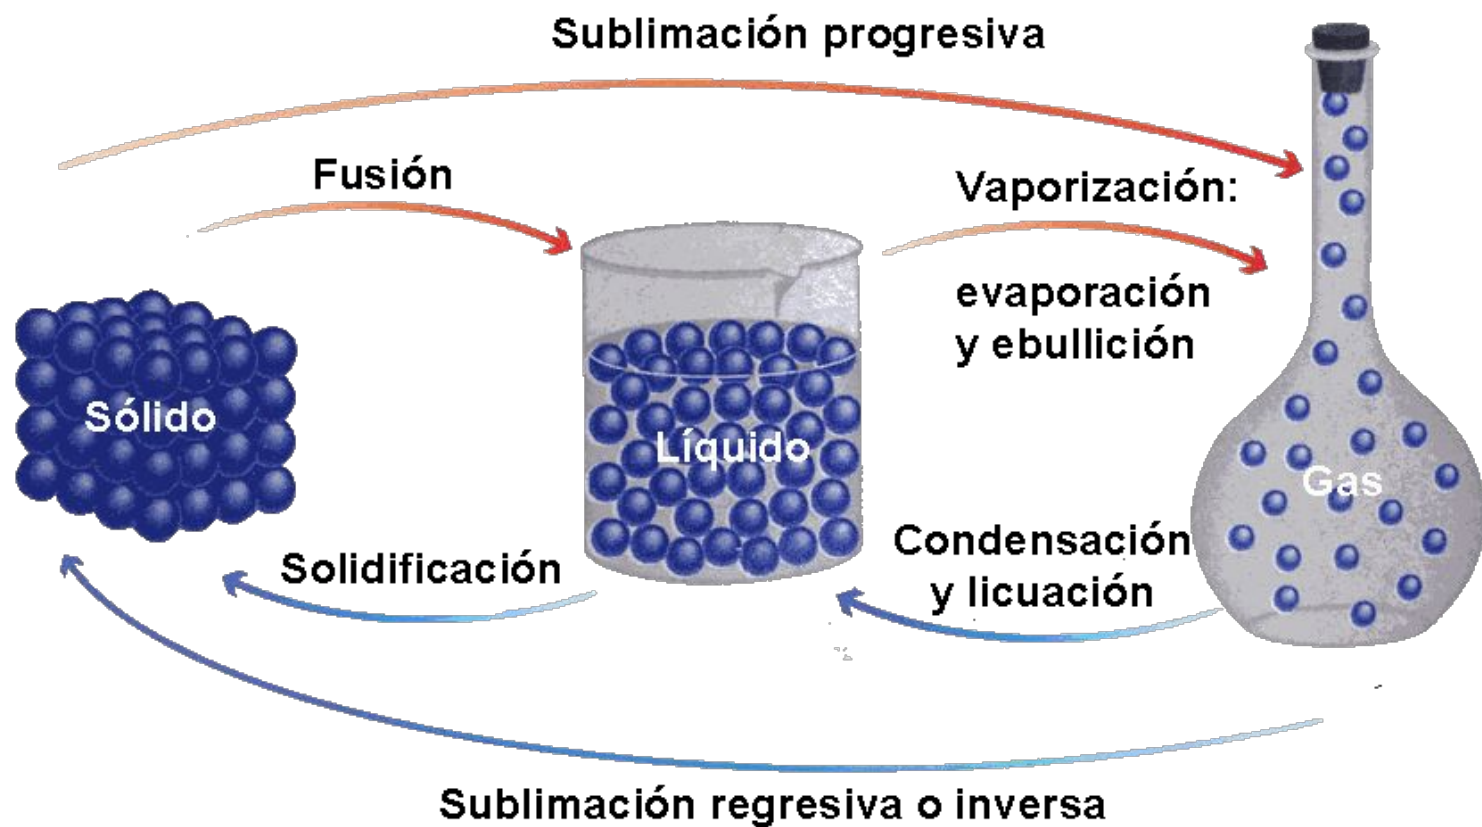 Sublimación progresiva
Fusión
Vaporización:
evaporación
y ebullición
Sólido
Líquido
Gas
Condensación
y licuación
Solidificación
Sublimación regresiva o inversa